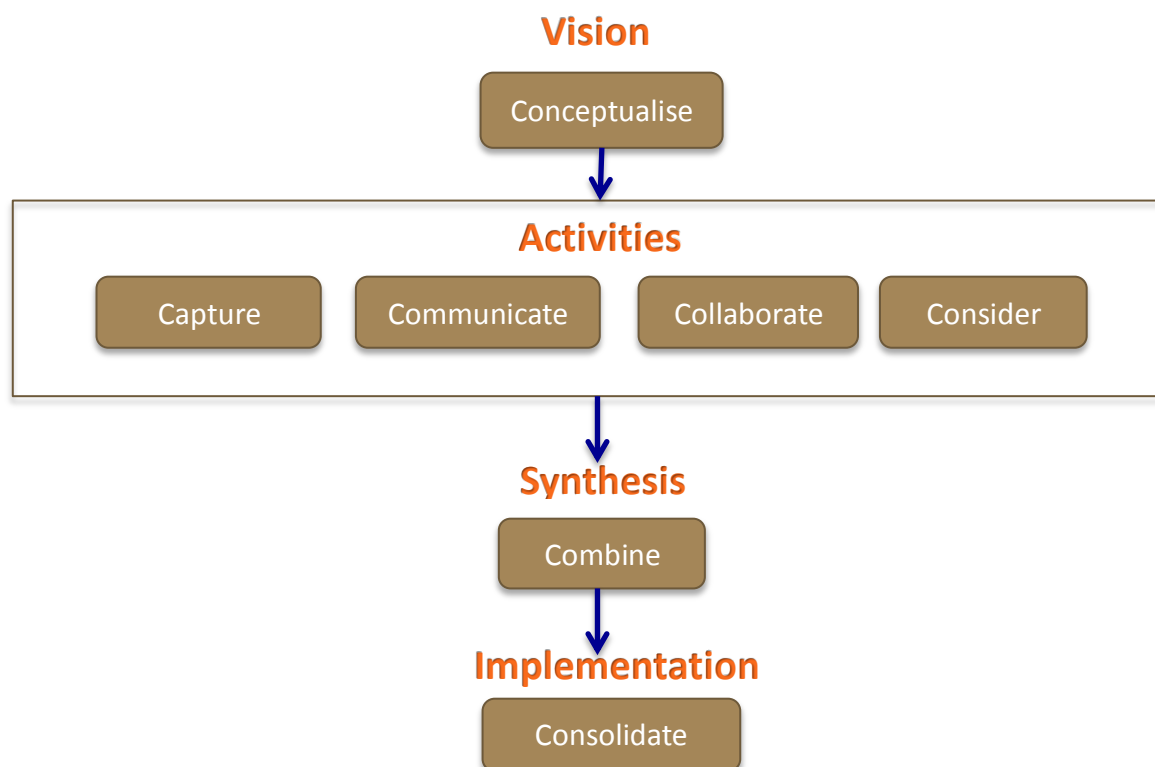 Vision
Conceptualise
Activities
Capture Communicate Collaborate Consider
Synthesis
Combine
Implementation
Consolidate